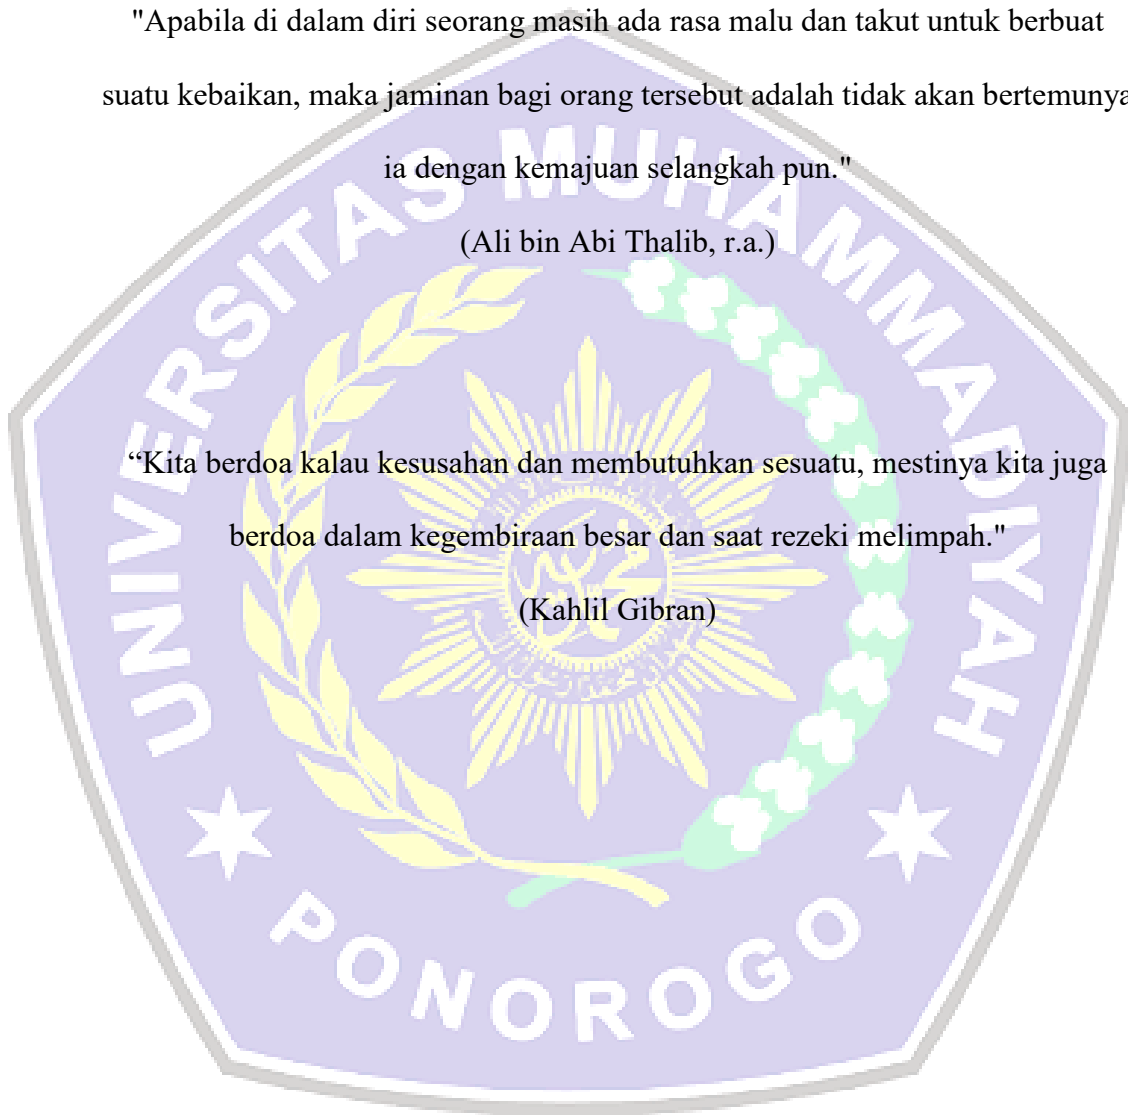 "Apabila di dalam diri seorang masih ada rasa malu dan takut untuk berbuat
suatu kebaikan, maka jaminan bagi orang tersebut adalah tidak akan bertemunya
ia dengan kemajuan selangkah pun."
(Ali bin Abi Thalib, r.a.)
“Kita berdoa kalau kesusahan dan membutuhkan sesuatu, mestinya kita juga
berdoa dalam kegembiraan besar dan saat rezeki melimpah."
(Kahlil Gibran)
UNIVERSITAS MUHAMMADIYAH
PONOROGO